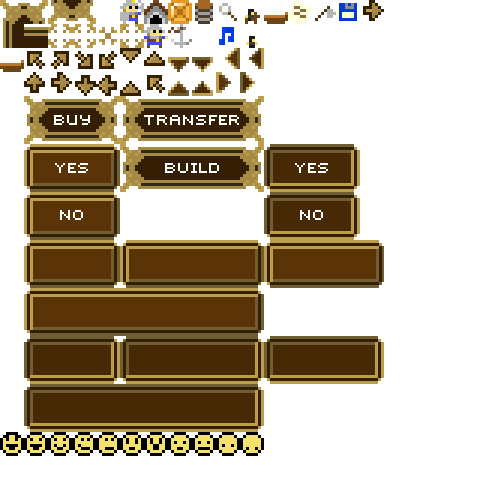 BUY TRANSFER
YES BUILD YES
NO NO